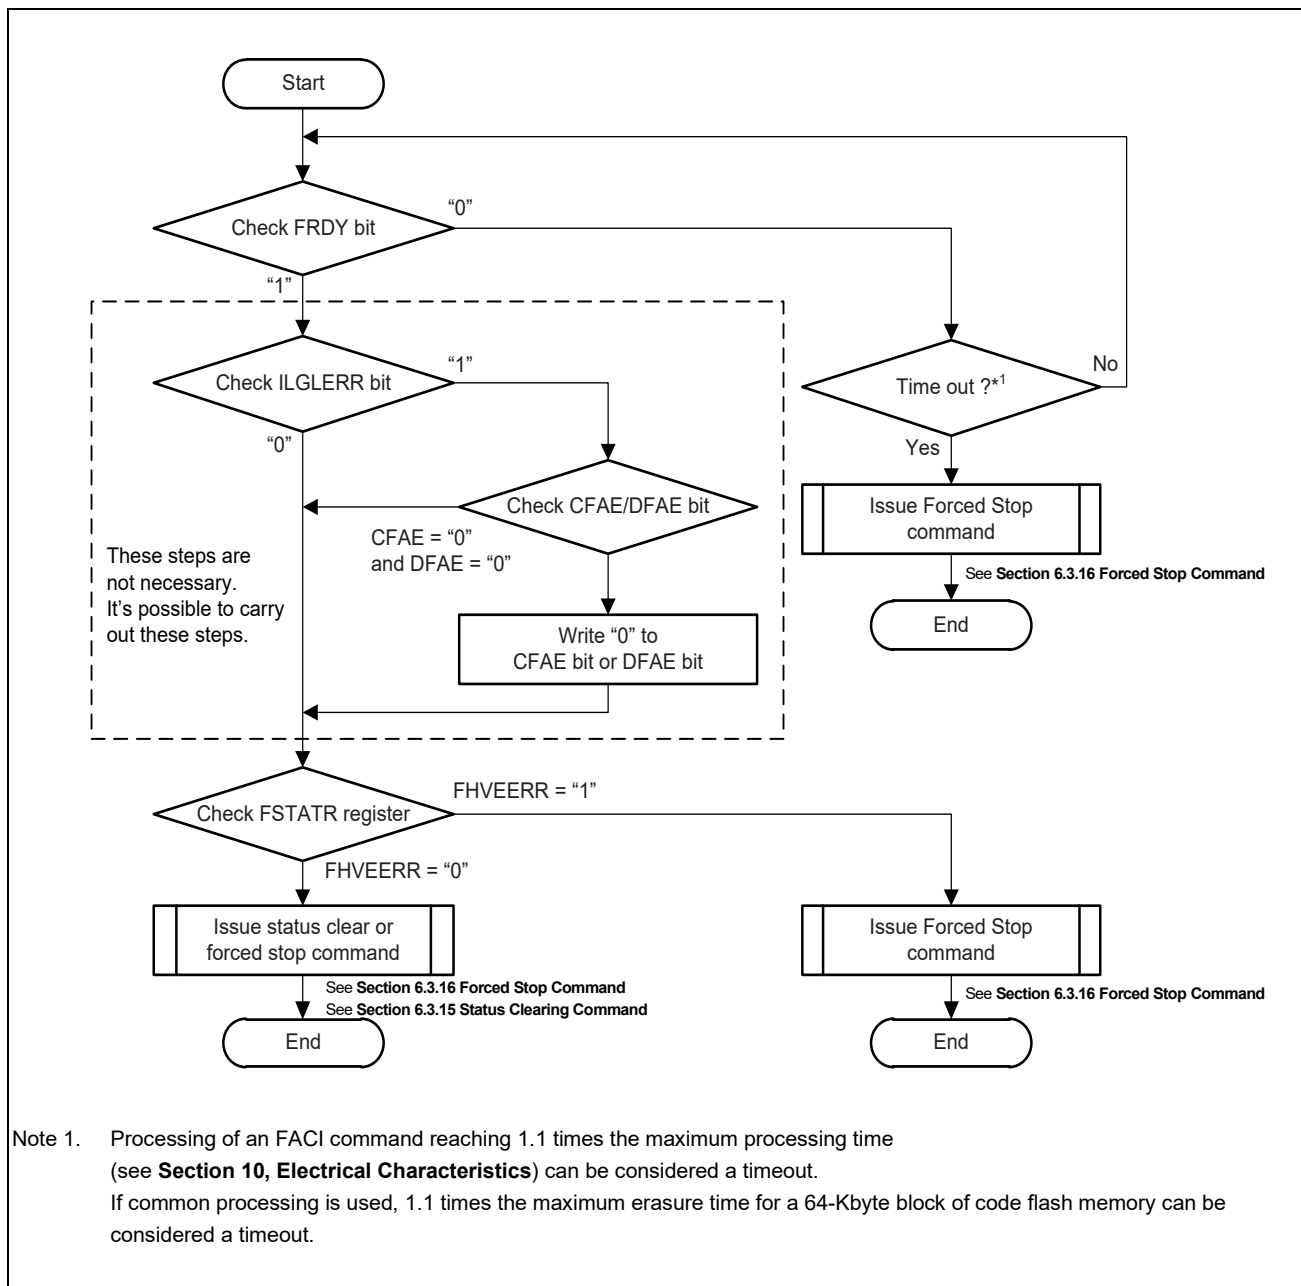 Start
Check FRDY bit
“0”
“1”
Check ILGLERR bit
“1”
“0”
Time out ?*1
No
Yes
Check CFAE/DFAE bit
CFAE = “0”
and DFAE = “0”
Issue Forced Stop
command
See Section 6.3.16 Forced Stop Command
End
These steps are
not necessary.
It’s possible to carry
out these steps.
Write “0” to
CFAE bit or DFAE bit
Check FSTATR register
FHVEERR = “1”
FHVEERR = “0”
Issue status clear or
forced stop command
See Section 6.3.16 Forced Stop Command
See Section 6.3.15 Status Clearing Command
End
Issue Forced Stop
command
See Section 6.3.16 Forced Stop Command
End
Note 1. Processing of an FACI command reaching 1.1 times the maximum processing time
(see Section 10, Electrical Characteristics) can be considered a timeout.
If common processing is used, 1.1 times the maximum erasure time for a 64-Kbyte block of code flash memory can be
considered a timeout.